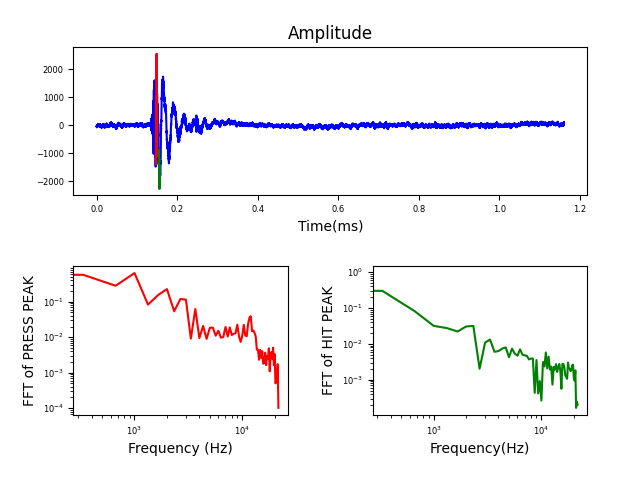 Amplitude
2000
1000
0
−1000
−2000
0.0 0.2 0.4 0.6 0.8 1.0 1.2
Time(ms)
FFT of PRESS PEAK
10⁻¹
10⁻²
10⁻³
10⁻⁴
10³ 10⁴
Frequency (Hz)
FFT of HIT PEAK
10⁰
10⁻¹
10⁻²
10⁻³
10³ 10⁴
Frequency(Hz)